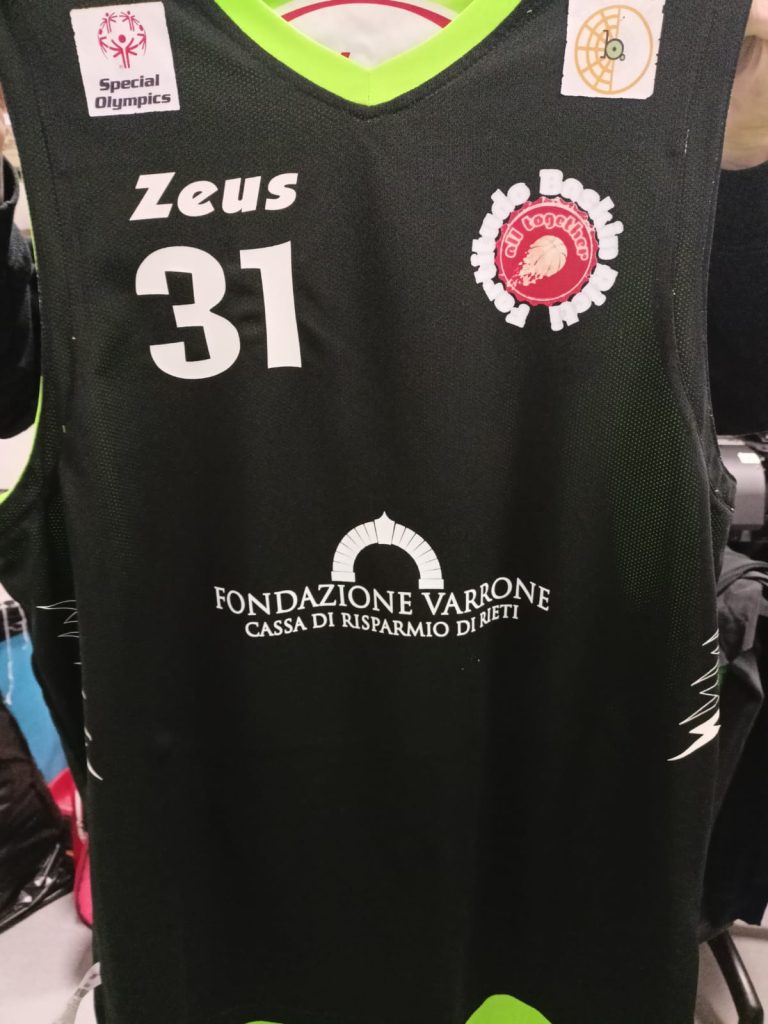 Special
Olympics
Zeus
31
all together
FONDAZIONE VARRONE
CASSA DI RISPARMIO DI RIETI